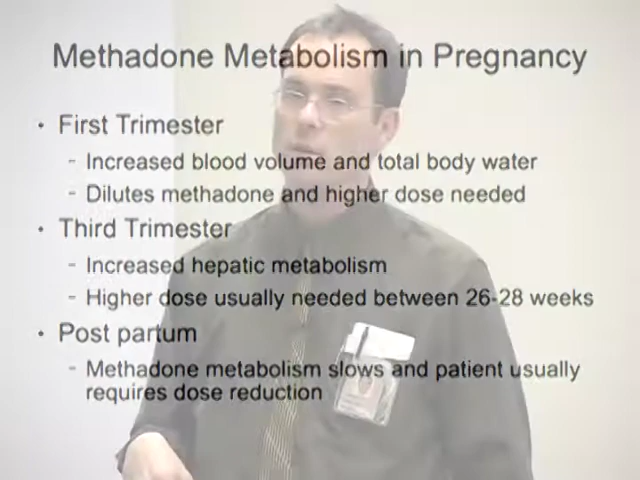 Methadone Metabolism in Pregnancy
• First Trimester
- Increased blood volume and total body water
- Dilutes methadone and higher dose needed
• Third Trimester
- Increased hepatic metabolism
- Higher dose usually needed between 26-28 weeks
• Post partum
- Methadone metabolism slows and patient usually
requires dose reduction